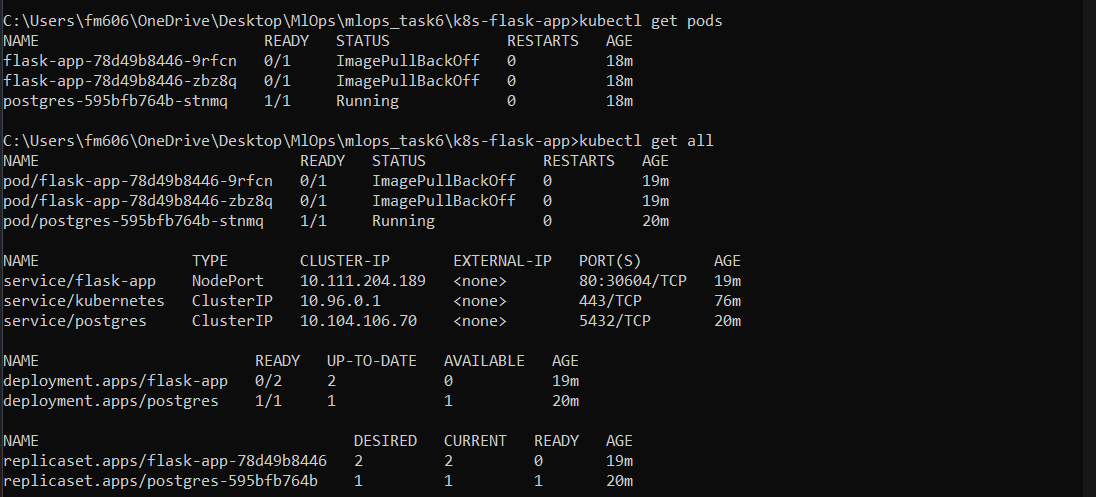 C:\Users\fm606\OneDrive\Desktop\MlOps\mlops_task6\k8s-flask-app>kubectl get pods
NAME                         READY   STATUS             RESTARTS   AGE
flask-app-78d49b8446-9rfcn   0/1     ImagePullBackOff   0          18m
flask-app-78d49b8446-zbz8q   0/1     ImagePullBackOff   0          18m
postgres-595bfb764b-stnmq    1/1     Running            0          18m
C:\Users\fm606\OneDrive\Desktop\MlOps\mlops_task6\k8s-flask-app>kubectl get all
NAME                             READY   STATUS             RESTARTS   AGE
pod/flask-app-78d49b8446-9rfcn   0/1     ImagePullBackOff   0          19m
pod/flask-app-78d49b8446-zbz8q   0/1     ImagePullBackOff   0          19m
pod/postgres-595bfb764b-stnmq    1/1     Running            0          20m
NAME                 TYPE        CLUSTER-IP       EXTERNAL-IP   PORT(S)        AGE
service/flask-app    NodePort    10.111.204.189   <none>        80:30604/TCP   19m
service/kubernetes   ClusterIP   10.96.0.1        <none>        443/TCP        76m
service/postgres     ClusterIP   10.104.106.70    <none>        5432/TCP       20m
NAME                        READY   UP-TO-DATE   AVAILABLE   AGE
deployment.apps/flask-app   0/2     2            0           19m
deployment.apps/postgres    1/1     1            1           20m
NAME                                   DESIRED   CURRENT   READY   AGE
replicaset.apps/flask-app-78d49b8446   2         2         0       19m
replicaset.apps/postgres-595bfb764b    1         1         1       20m